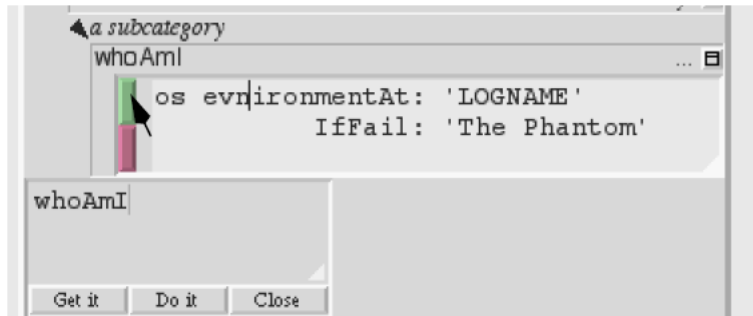 a subcategory
whoAmI
...
os evnironmentAt: 'LOGNAME'
IfFail: 'The Phantom'
whoAmI
Get it Do it Close